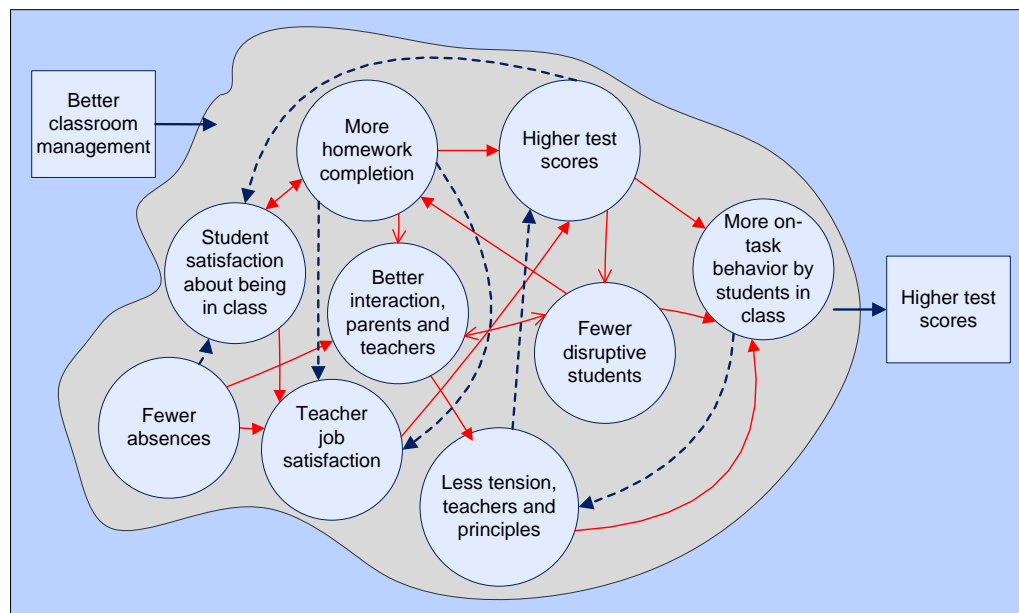 Better
classroom
management
More
homework
completion
Higher test
scores
Student
satisfaction
about being
in class
More on-
task
behavior by
students in
class
Better
interaction,
parents and
teachers
Higher test
scores
Fewer
disruptive
students
Fewer
absences
Teacher
job
satisfaction
Less tension,
teachers and
principles